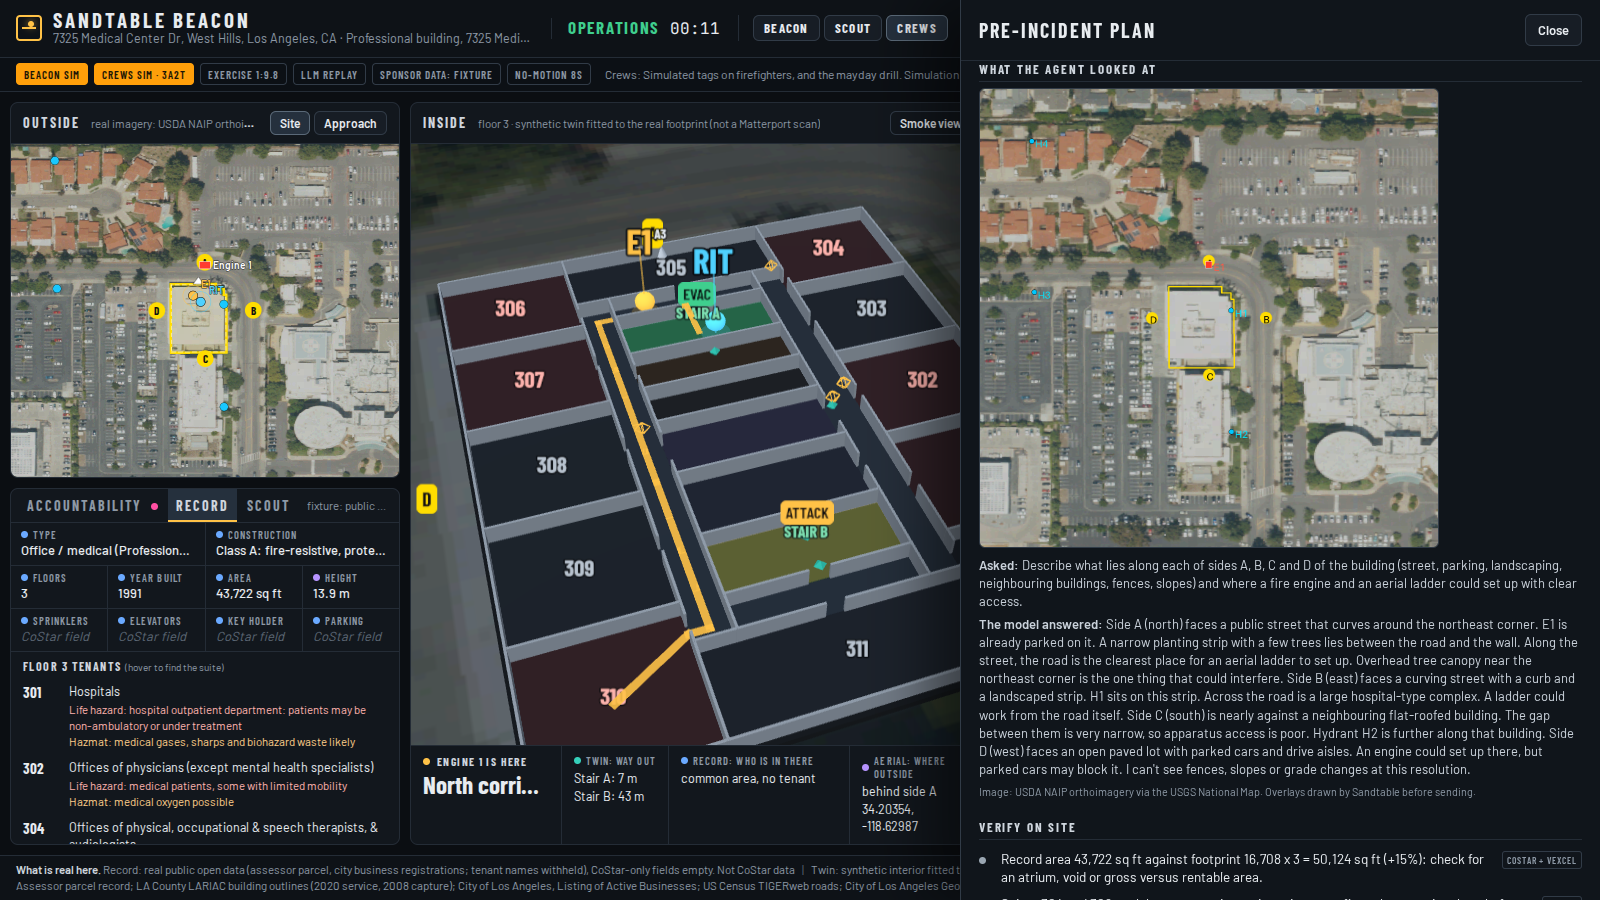 SANDTABLE BEACON
7325 Medical Center Dr, West Hills, Los Angeles, CA · Professional building, 7325 Medi...
OPERATIONS 00:11
BEACON SCOUT CREWS
BEACON SIM
CREWS SIM · 3A2T
EXERCISE 1:9.8
LLM REPLAY
SPONSOR DATA: FIXTURE
NO-MOTION 8S
Crews: Simulated tags on firefighters, and the mayday drill. Simulation
OUTSIDE
real imagery: USDA NAIP orthoi...
Site Approach
Engine 1
D
B
C
ACCOUNTABILITY RECORD SCOUT fixture: public ...
TYPE
Office / medical (Profession...
CONSTRUCTION
Class A: fire-resistive, prote...
FLOORS
3
YEAR BUILT
1991
AREA
43,722 sq ft
HEIGHT
13.9 m
SPRINKLERS
CoStar field
ELEVATORS
CoStar field
KEY HOLDER
CoStar field
PARKING
CoStar field
FLOOR 3 TENANTS (hover to find the suite)
301 Hospitals
Life hazard: hospital outpatient department: patients may be
non-ambulatory or under treatment
Hazmat: medical gases, sharps and biohazard waste likely
302 Offices of physicians (except mental health specialists)
Life hazard: medical patients, some with limited mobility
Hazmat: medical oxygen possible
304 Offices of physical, occupational & speech therapists, &
audiologists
INSIDE
floor 3 · synthetic twin fitted to the real footprint (not a Matterport scan)
Smoke view
E1
A3
305
RIT
304
EVAC
STAIR A
306
303
307
302
308
D
ATTACK
STAIR B
309
311
310
ENGINE 1 IS HERE
North corri...
TWIN: WAY OUT
Stair A: 7 m
Stair B: 43 m
RECORD: WHO IS IN THERE
common area, no tenant
AERIAL: WHERE
OUTSIDE
behind side A
34.20354,
-118.62987
What is real here. Record: real public open data (assessor parcel, city business registrations; tenant names withheld), CoStar-only fields empty. Not CoStar data | Twin: synthetic interior fitted t
Assessor parcel record; LA County LARIAC building outlines (2020 service, 2008 capture); City of Los Angeles, Listing of Active Businesses; US Census TIGERweb roads; City of Los Angeles Geo
PRE-INCIDENT PLAN
Close
WHAT THE AGENT LOOKED AT
H4
H3
D
B
C
H2
Asked: Describe what lies along each of sides A, B, C and D of the building (street, parking, landscaping,
neighbouring buildings, fences, slopes) and where a fire engine and an aerial ladder could set up with clear
access.
The model answered: Side A (north) faces a public street that curves around the northeast corner. E1 is
already parked on it. A narrow planting strip with a few trees lies between the road and the wall. Along the
street, the road is the clearest place for an aerial ladder to set up. Overhead tree canopy near the
northeast corner is the one thing that could interfere. Side B (east) faces a curving street with a curb and
a landscaped strip. H1 sits on this strip. Across the road is a large hospital-type complex. A ladder could
work from the road itself. Side C (south) is nearly against a neighbouring flat-roofed building. The gap
between them is very narrow, so apparatus access is poor. Hydrant H2 is further along that building. Side
D (west) faces an open paved lot with parked cars and drive aisles. An engine could set up there, but
parked cars may block it. I can't see fences, slopes or grade changes at this resolution.
Image: USDA NAIP orthoimagery via the USGS National Map. Overlays drawn by Sandtable before sending.
VERIFY ON SITE
Record area 43,722 sq ft against footprint 16,708 x 3 = 50,124 sq ft (+15%): check for
an atrium, void or gross versus rentable area.
COSTAR + VEXCEL